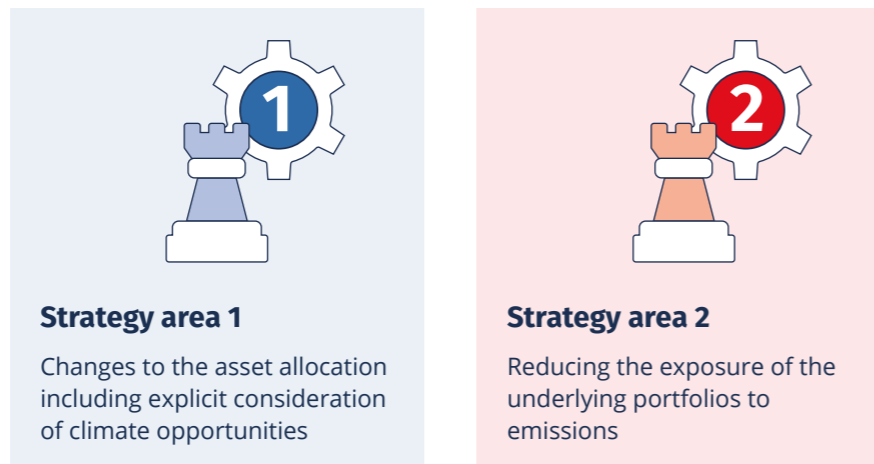 1
Strategy area 1
Changes to the asset allocation
including explicit consideration
of climate opportunities
2
Strategy area 2
Reducing the exposure of the
underlying portfolios to
emissions